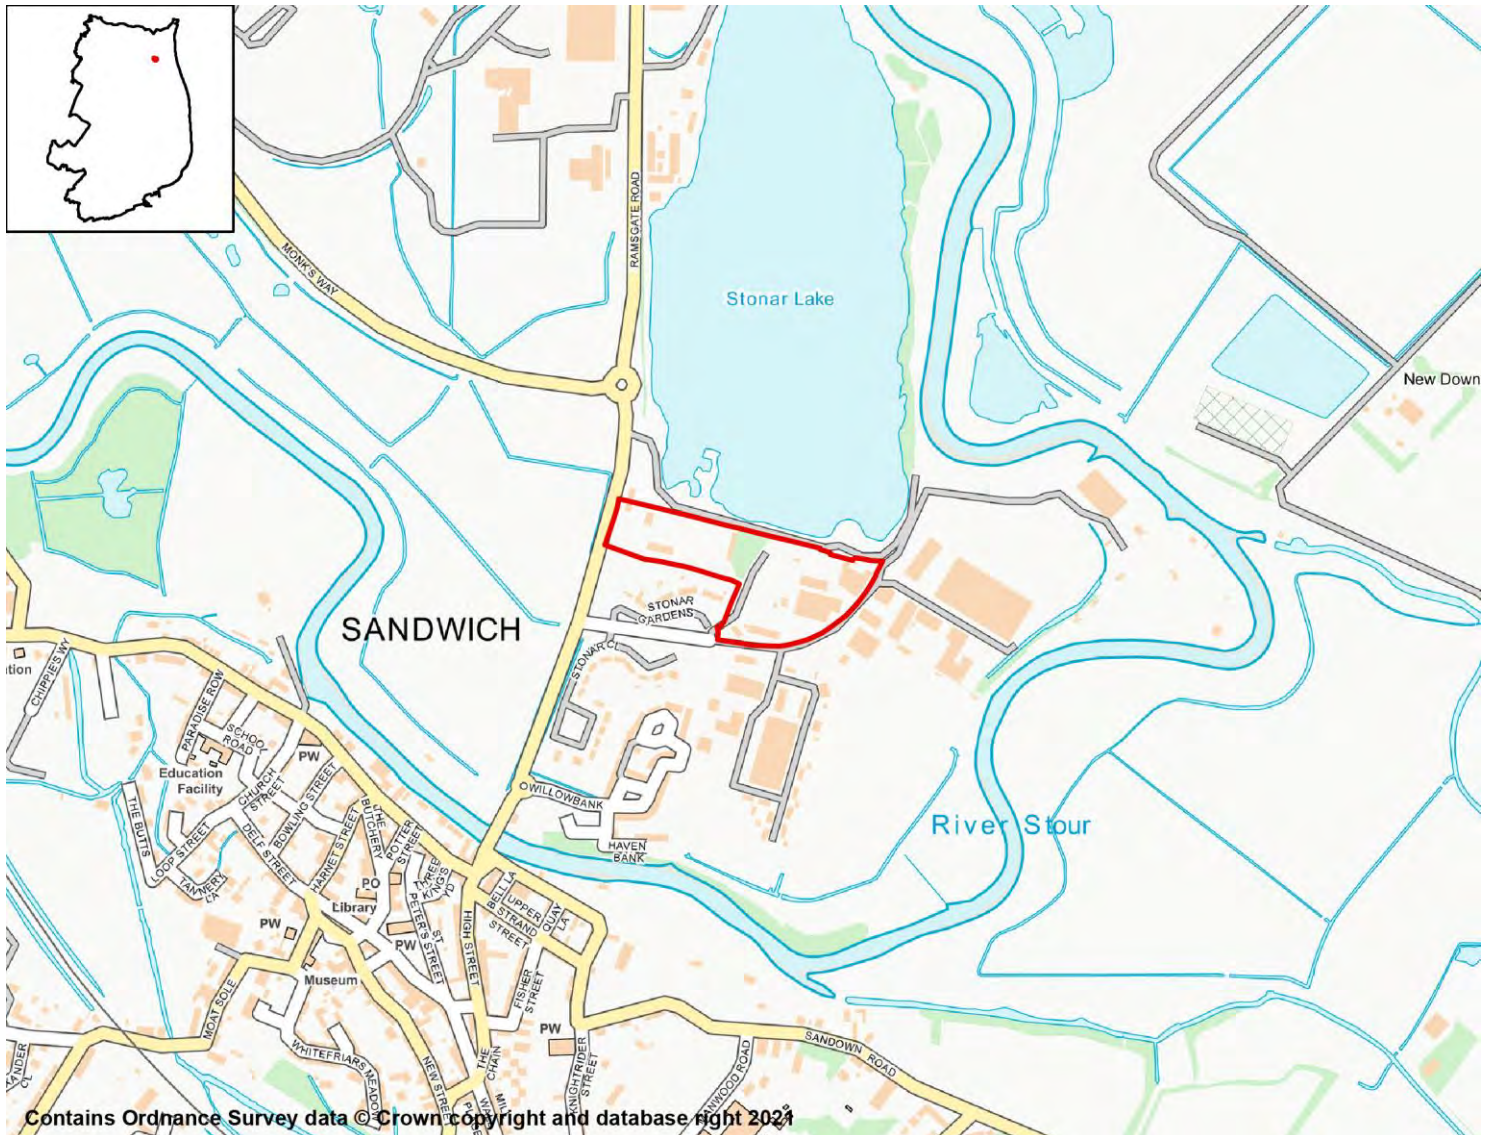 RAMSGATE ROAD
MONK'S WAY
Stonar Lake
New Down
STONAR
GARDENS
SANDWICH
STONAR CL
CHIPPIE'S WY
PARADISE ROW
SCHOOL
ROAD
PW
Education
Facility
CHURCH
STREET
BOWLING STREET
THE BUTTS
LOOP STREET
DELF STREET
TANNERY
LA
HARNET STREET
THE
BUTCHERY
POTTER
STREET
THREE
KING'S
YD
WILLOWBANK
HAVEN
BANK
River Stour
PO
Library
PW
PW
ST
PETER'S STREET
HIGH STREET
BELL LA
UPPER
STRAND
STREET
QUAY
LA
FISHER
STREET
Museum
MOAT SOLE
WHITEFRIARS MEADOW
NEW STREET
THE
CHAIN
PW
KNIGHTRIDER
STREET
SANDOWN ROAD
Contains Ordnance Survey data © Crown copyright and database right 2021